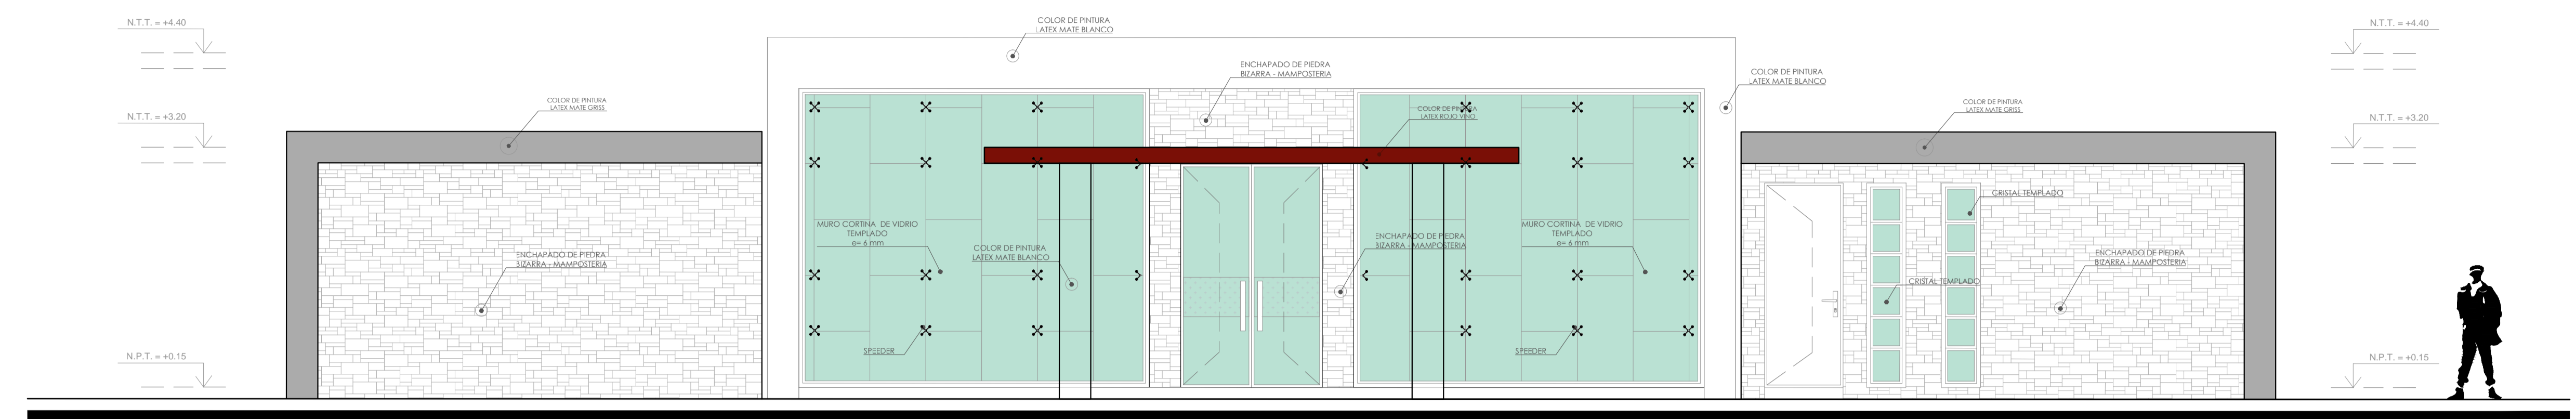 N.T.T. = +4.40
N.T.T. = +3.20
N.P.T. = +0.15
COLOR DE PINTURA
LATEX MATE GRISS
ENCHAPADO DE PIEDRA
BIZARRA - MAMPOSTERIA
COLOR DE PINTURA
LATEX MATE BLANCO
MURO CORTINA DE VIDRIO
TEMPLADO
e= 6 mm
SPEEDER
COLOR DE PINTURA
LATEX MATE BLANCO
ENCHAPADO DE PIEDRA
BIZARRA - MAMPOSTERIA
COLOR DE PINTURA
LATEX ROJO VINO
ENCHAPADO DE PIEDRA
BIZARRA - MAMPOSTERIA
MURO CORTINA DE VIDRIO
TEMPLADO
e= 6 mm
SPEEDER
COLOR DE PINTURA
LATEX MATE BLANCO
COLOR DE PINTURA
LATEX MATE GRISS
CRISTAL TEMPLADO
CRISTAL TEMPLADO
ENCHAPADO DE PIEDRA
BIZARRA - MAMPOSTERIA
N.T.T. = +4.40
N.T.T. = +3.20
N.P.T. = +0.15